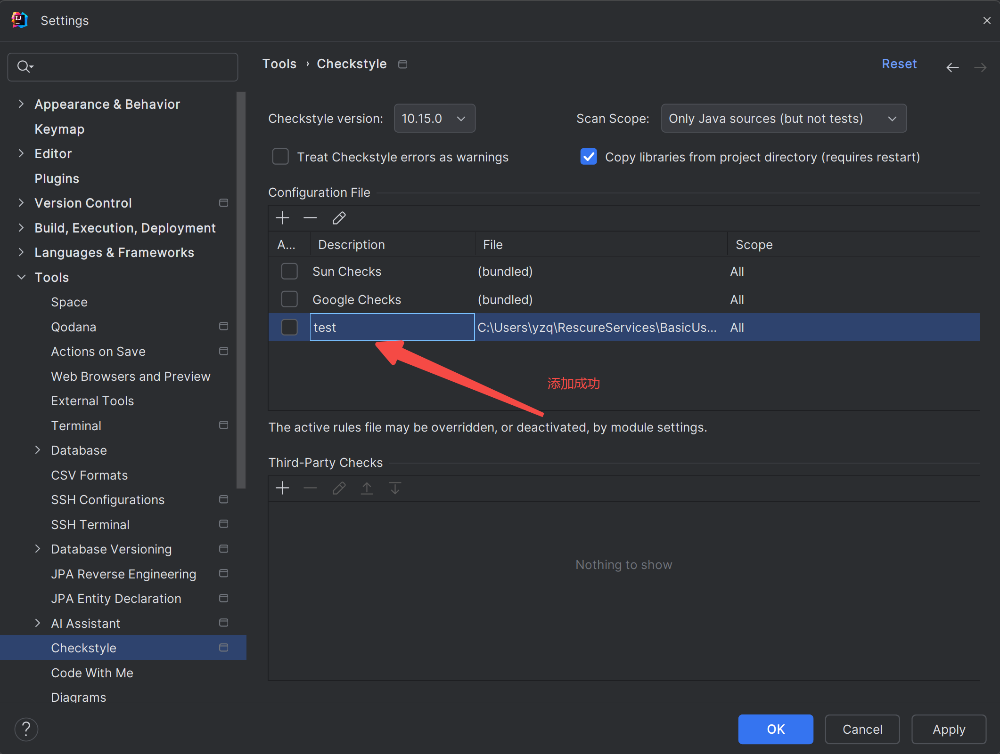 Settings
Tools › Checkstyle
Reset
Appearance & Behavior
Keymap
Editor
Plugins
Version Control
Build, Execution, Deployment
Languages & Frameworks
Tools
Space
Qodana
Actions on Save
Web Browsers and Preview
External Tools
Terminal
Database
CSV Formats
SSH Configurations
SSH Terminal
Database Versioning
JPA Reverse Engineering
JPA Entity Declaration
AI Assistant
Checkstyle
Code With Me
Diagrams
Checkstyle version: 10.15.0 Scan Scope: Only Java sources (but not tests)
Treat Checkstyle errors as warnings Copy libraries from project directory (requires restart)
Configuration File
A... Description File Scope
Sun Checks (bundled) All
Google Checks (bundled) All
test C:\Users\yzq\RescureServices\BasicUs... All
添加成功
The active rules file may be overridden, or deactivated, by module settings.
Third-Party Checks
Nothing to show
? OK Cancel Apply